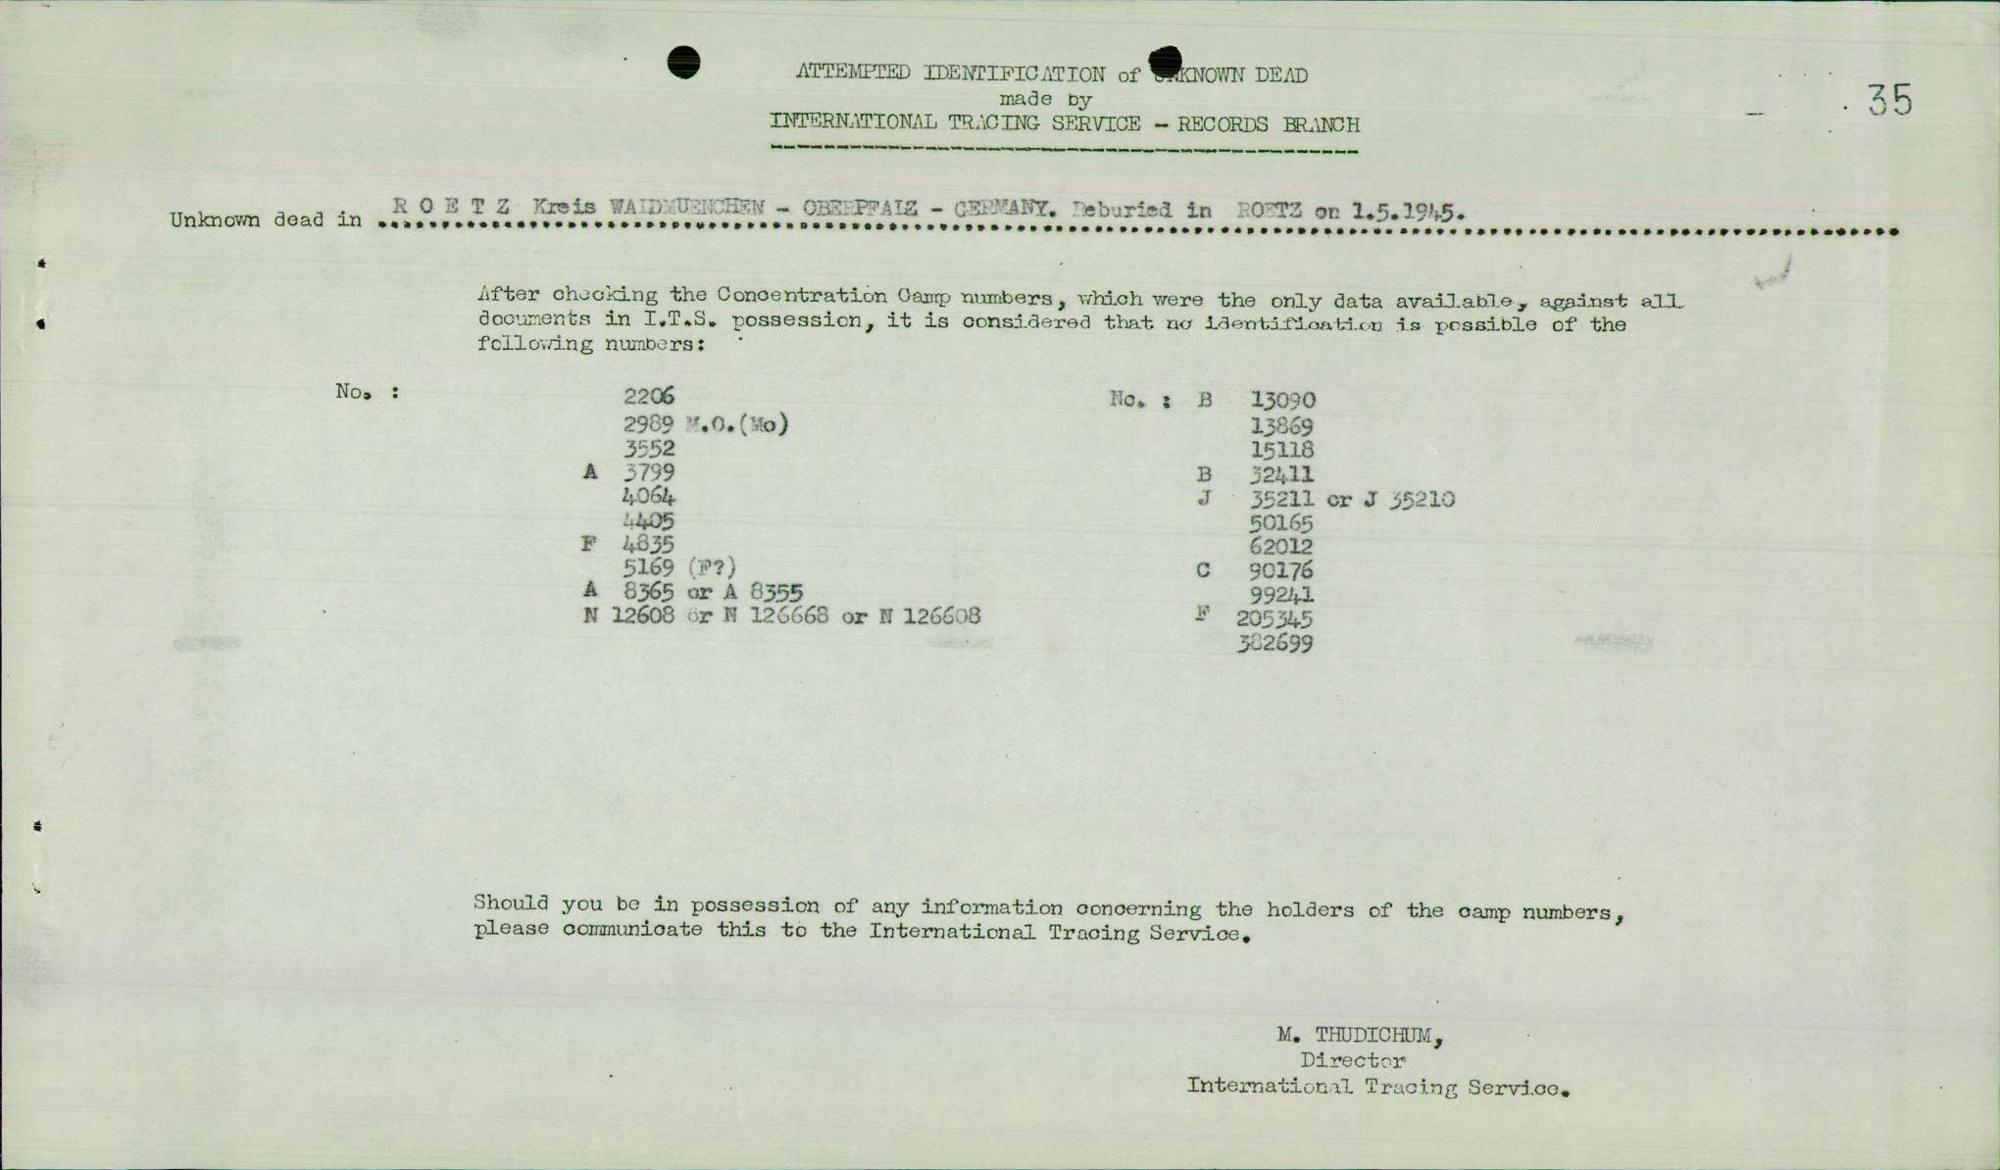 ATTEMPTED IDENTIFICATION of UNKNOWN DEAD
made by
INTERNATIONAL TRACING SERVICE - RECORDS BRANCH
35
Unknown dead in R O E T Z Kreis WAIDMUENCHEN - OBERPFALZ - GERMANY. Reburied in ROETZ on 1.5.1945.
After checking the Concentration Camp numbers, which were the only data available, against all
documents in I.T.S. possession, it is considered that no identification is possible of the
following numbers:
No. :
2206
2989 M.O.(Mo)
3552
A 3799
4064
4405
F 4835
5169 (F?)
A 8365 or A 8355
N 12608 or N 126668 or N 126608
No. : B 13090
13869
15118
B 32411
J 35211 or J 35210
50165
62012
C 90176
99241
F 205345
382699
Should you be in possession of any information concerning the holders of the camp numbers,
please communicate this to the International Tracing Service.
M. THUDICHUM,
Director
International Tracing Service.